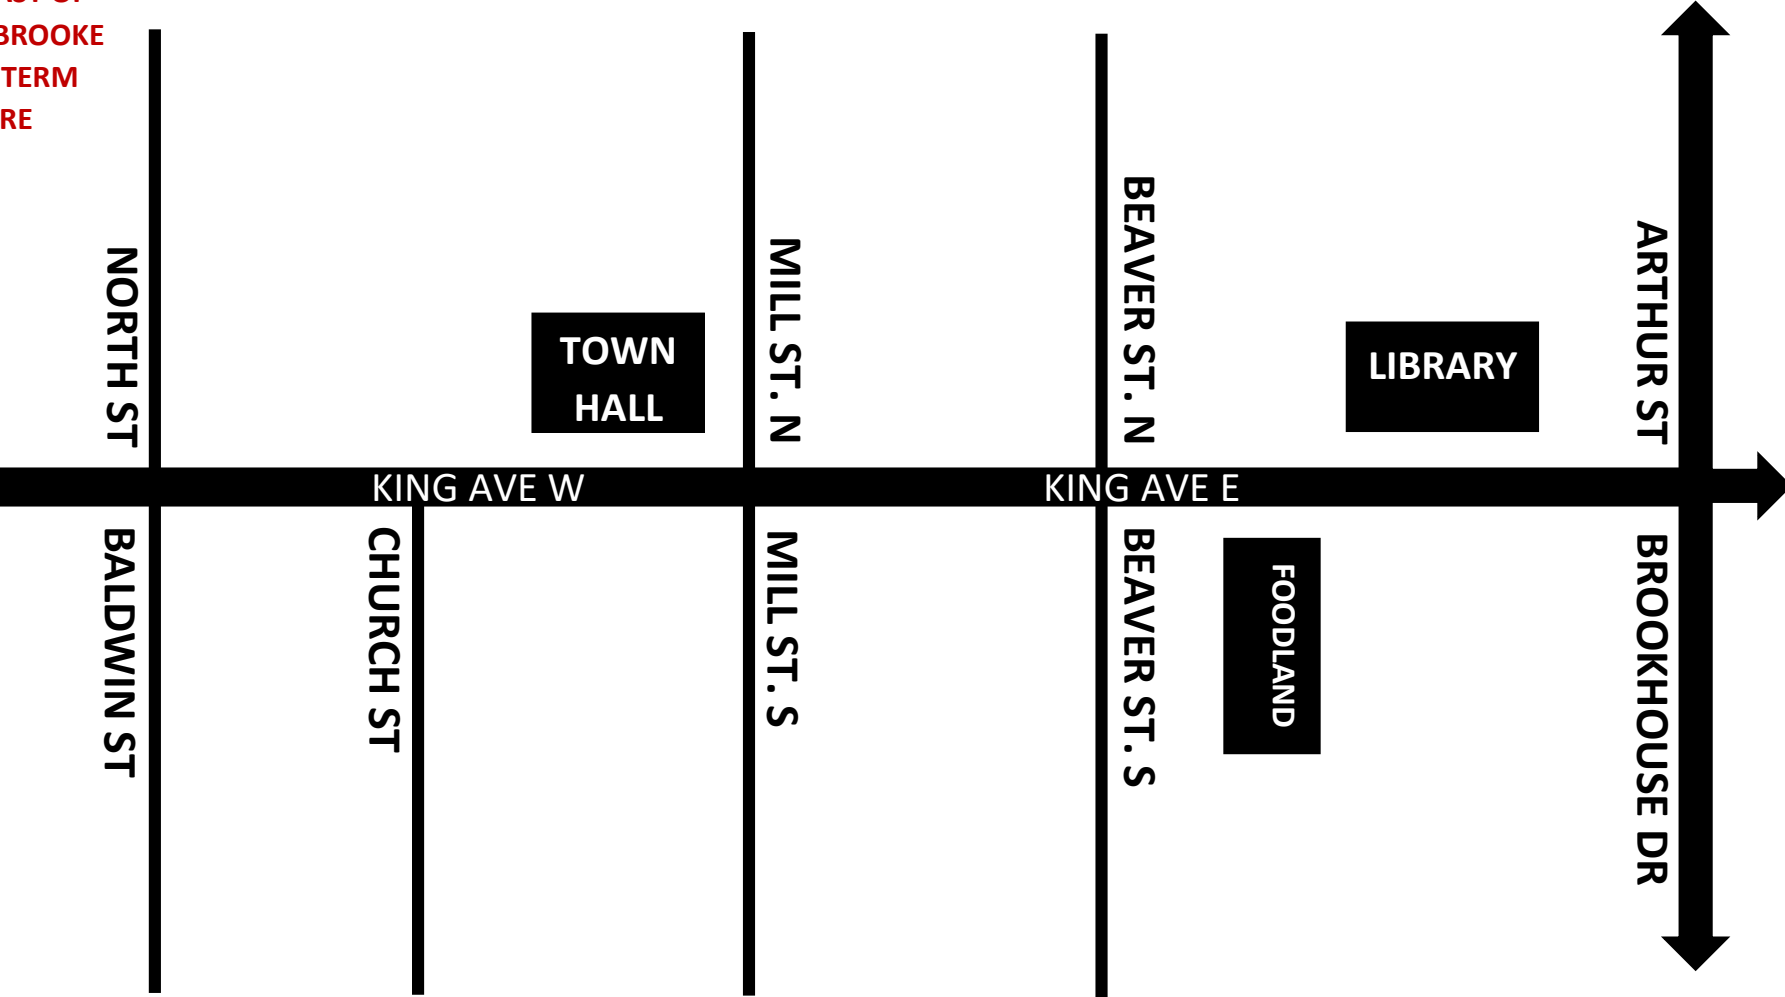 BROOKE
TERM
NORTH ST
TOWN
HALL
MILL ST. N
BEAVER ST. N
LIBRARY
ARTHUR ST
KING AVE W
KING AVE E
BALDWIN ST
CHURCH ST
MILL ST. S
BEAVER ST. S
FOODLAND
BROOKHOUSE DR